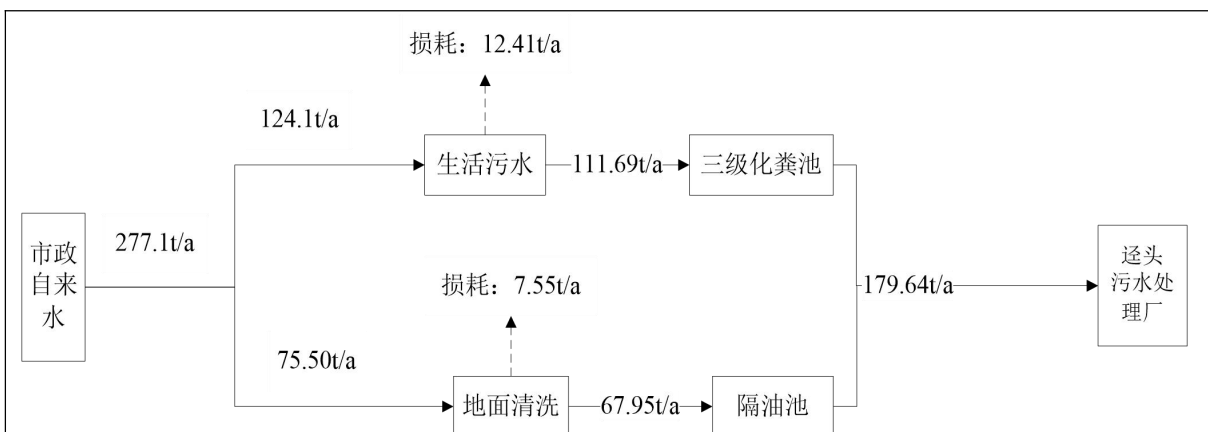 损耗：12.41t/a
124.1t/a
生活污水
111.69t/a
三级化粪池
市政
自来
水
277.1t/a
损耗：7.55t/a
179.64t/a
迳头
污水处
理厂
75.50t/a
地面清洗
67.95t/a
隔油池